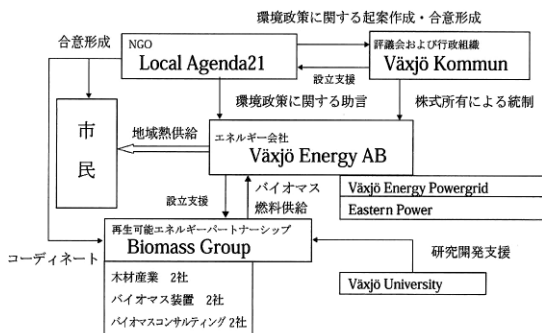 環境政策に関する起案作成・合意形成
合意形成
NGO
Local Agenda21
評議会および行政組織
Växjö Kommun
設立支援
環境政策に関する助言
株式所有による統制
市民
地域熱供給
エネルギー会社
Växjö Energy AB
Växjö Energy Powergrid
Eastern Power
設立支援
バイオマス
燃料供給
再生可能エネルギーパートナーシップ
Biomass Group
コーディネート
研究開発支援
Växjö University
木材産業 2社
バイオマス装置 2社
バイオマスコンサルティング 2社